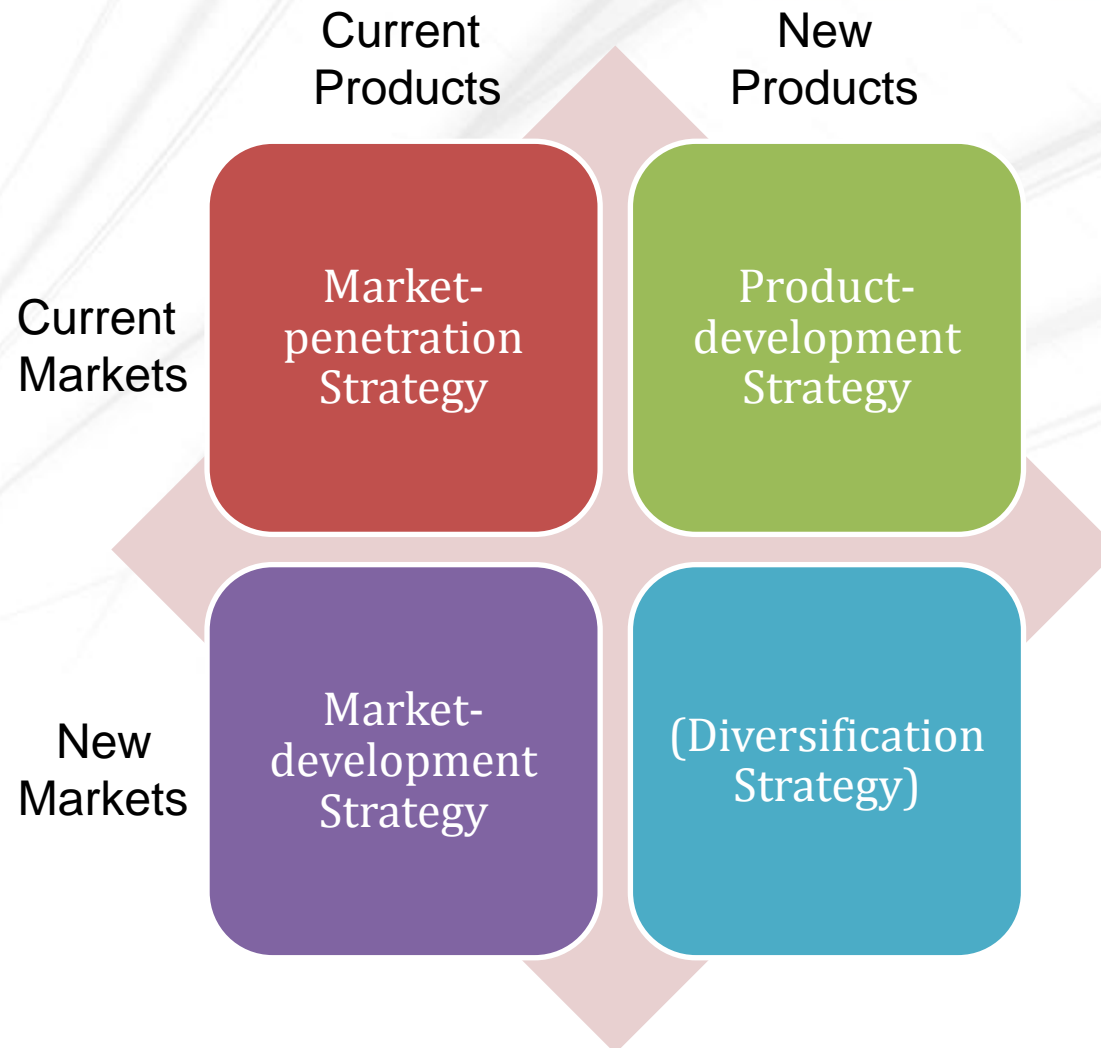 Current
Products
New
Products
Current
Markets
Market-
penetration
Strategy
Product-
development
Strategy
New
Markets
Market-
development
Strategy
(Diversification
Strategy)